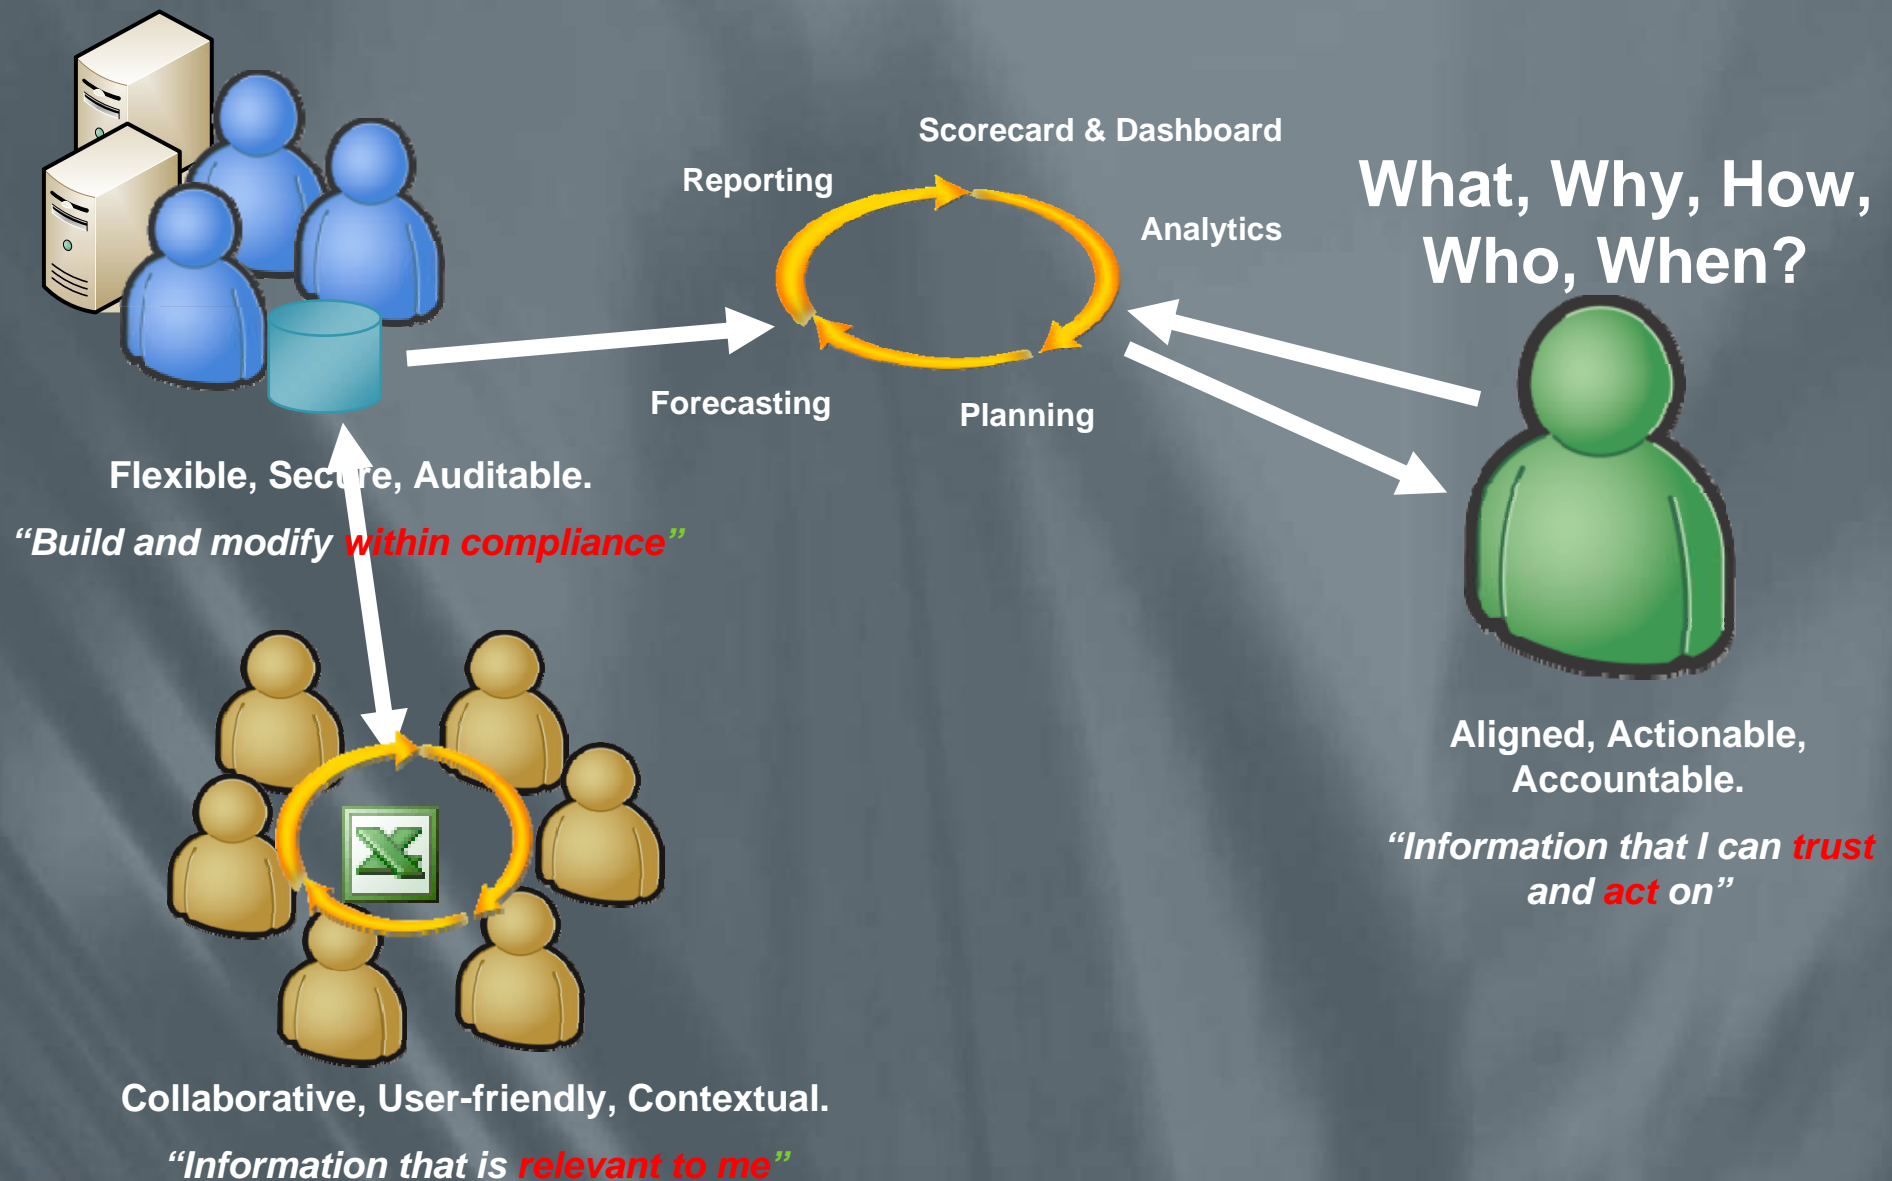 Scorecard & Dashboard
Reporting
Analytics
What, Why, How,
Who, When?
Forecasting
Planning
Flexible, Secure, Auditable.
“Build and modify within compliance”
Aligned, Actionable,
Accountable.
“Information that I can trust
and act on”
Collaborative, User-friendly, Contextual.
“Information that is relevant to me”